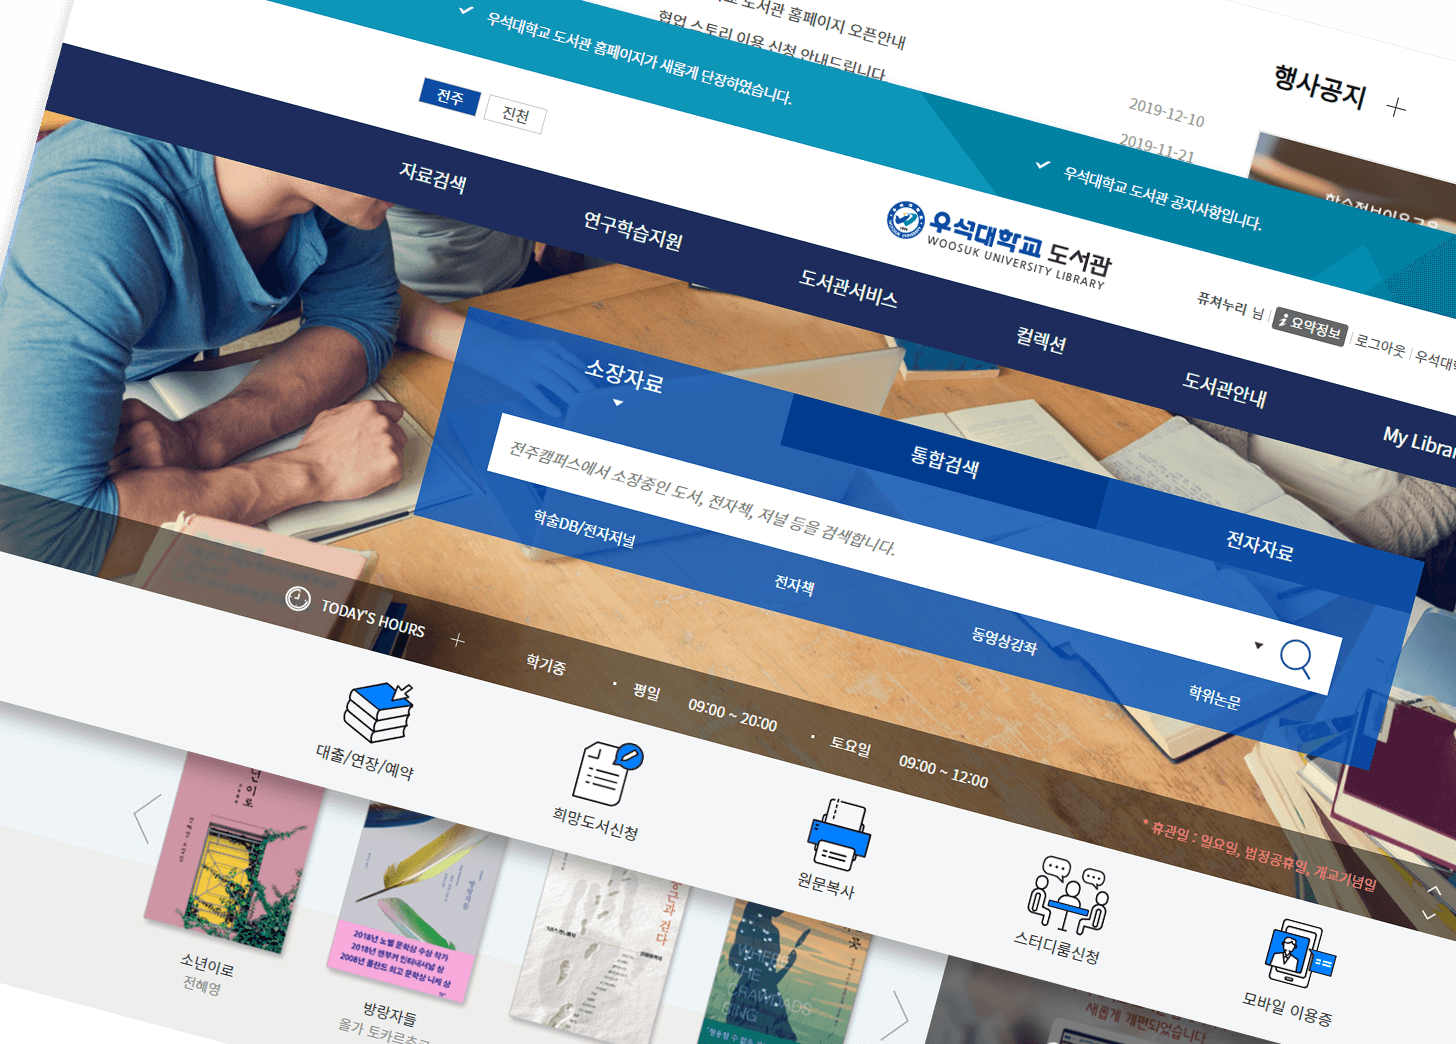 도서관 홈페이지 오픈안내
협업 스토리 이용 신청 안내드립니다
행사공지
2019-12-10
2019-11-21
우석대학교 도서관 홈페이지가 새롭게 단장하였습니다.
우석대학교 도서관 공지사항입니다.
전주
진천
우석대학교 도서관
WOOSUK UNIVERSITY LIBRARY
퓨쳐누리 님
요약정보
로그아웃
자료검색
연구학습지원
도서관서비스
컬렉션
도서관안내
My
소장자료
통합검색
전자자료
전주캠퍼스에서 소장중인 도서, 전자책, 저널 등을 검색합니다.
학술DB/전자저널
전자책
동영상강좌
학위논문
TODAY'S HOURS
학기중
· 평일 09:00 ~ 20:00
· 토요일 09:00 ~ 12:00
* 휴관일 : 일요일, 법정공휴일, 개교기념일
대출/연장/예약
희망도서신청
원문복사
스터디룸신청
모바일 이용증
소년이로
전혜영
2018년 노벨 문학상 수상 작가
2018년 맨부커 인터내셔널 상
2008년 폴란드 최고 문학상 니케 상
방랑자들
올가 토카르추크
WHERE
THE
CRAWDADS
SING
새롭게 개편되었습니다